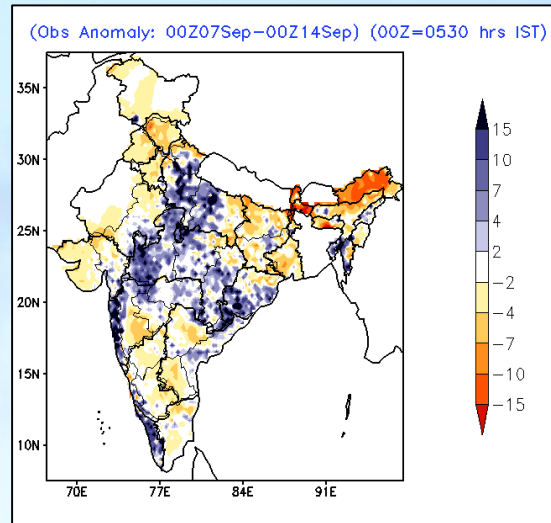 (Obs Anomaly: 00Z07Sep−00Z14Sep) (00Z=0530 hrs IST)
35N
30N
25N
20N
15N
10N
70E 77E 84E 91E
15
10
7
4
2
−2
−4
−7
−10
−15